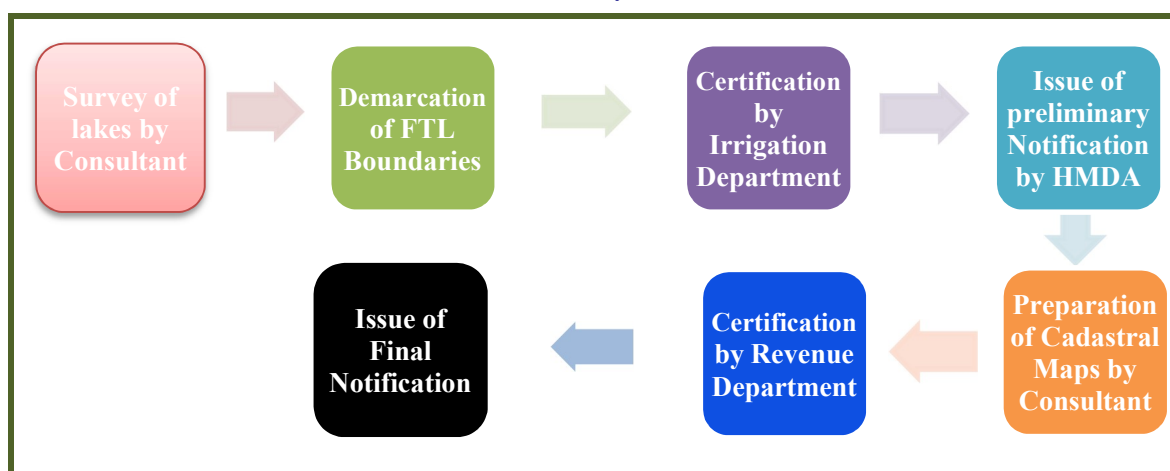 Survey of
lakes by
Consultant
Demarcation
of FTL
Boundaries
Certification
by
Irrigation
Department
Issue of
preliminary
Notification
by HMDA
Preparation
of Cadastral
Maps by
Consultant
Certification
by Revenue
Department
Issue of
Final
Notification